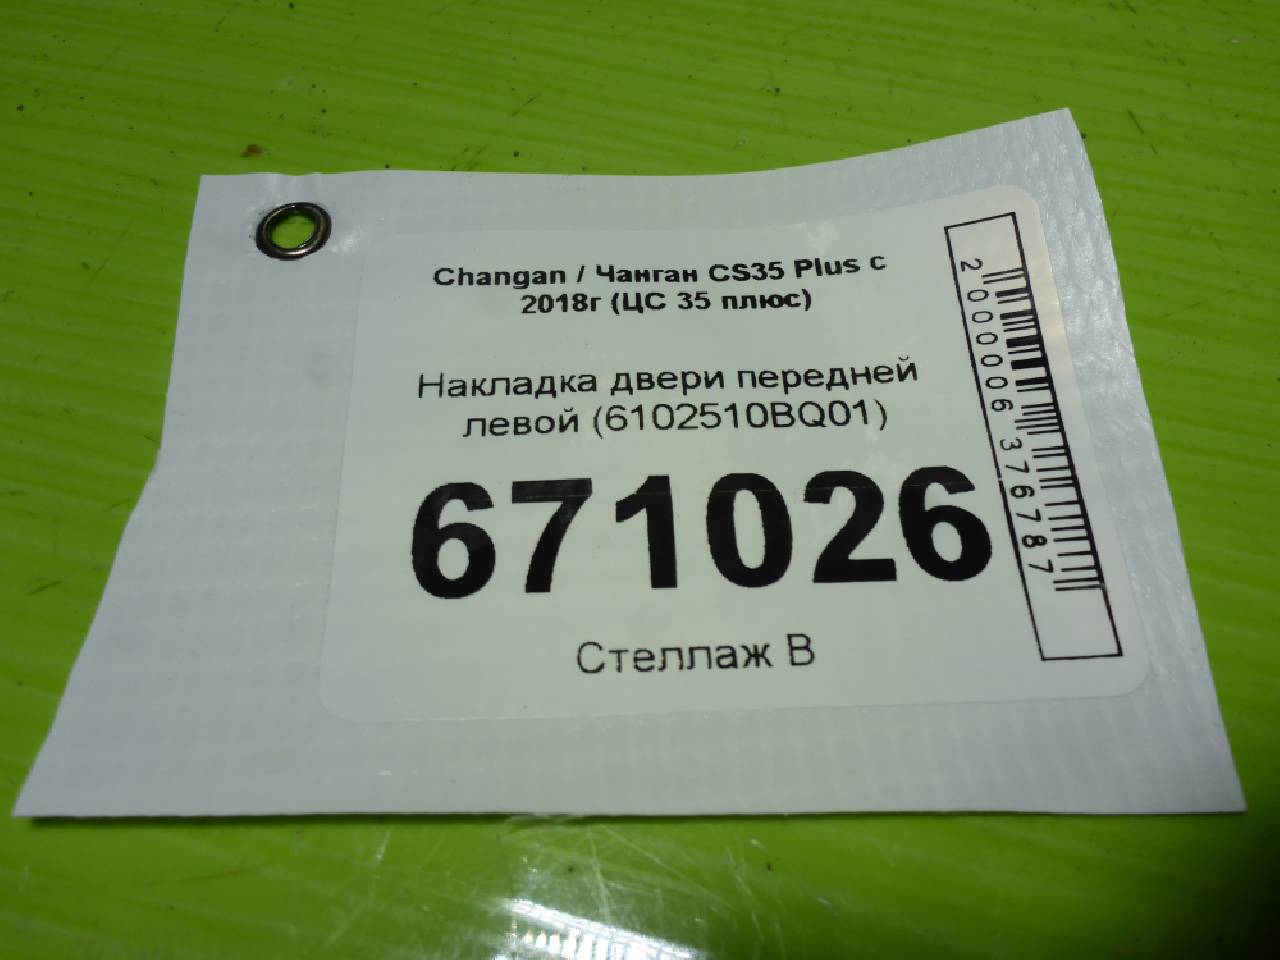 Changan / Чанган CS35 Plus с
2018г (ЦС 35 плюс)
Накладка двери передней
левой (6102510BQ01)
671026
Стеллаж В
2000006376787